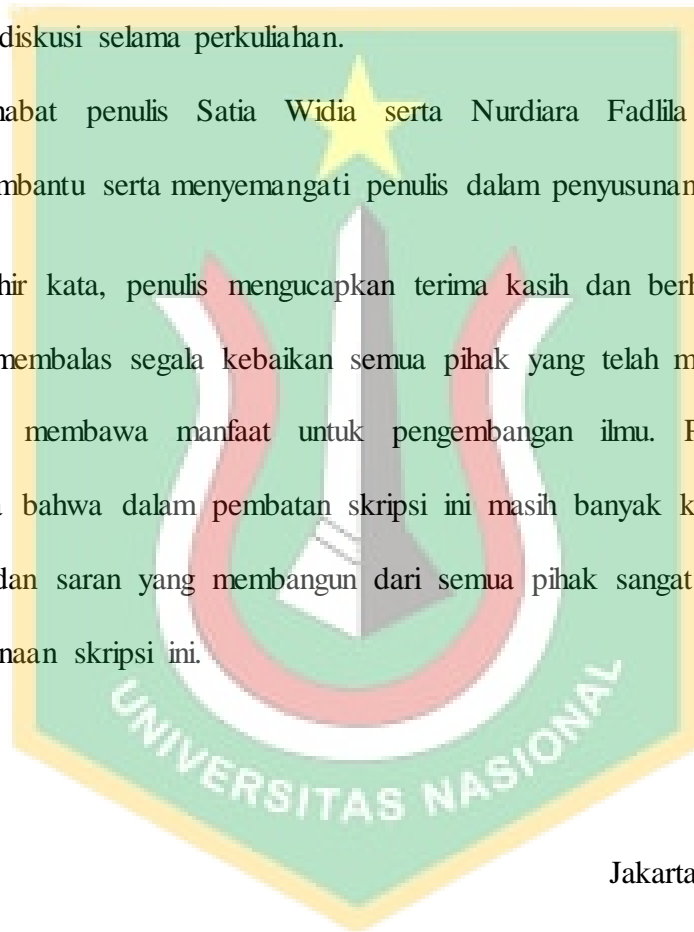 diskusi selama perkuliahan.
abat penulis Satia Widia serta Nurdiara Fadlila
mbantu serta menyemangati penulis dalam penyusunan
hir kata, penulis mengucapkan terima kasih dan berh
membalas segala kebaikan semua pihak yang telah m
membawa manfaat untuk pengembangan ilmu. P
bahwa dalam pembatan skripsi ini masih banyak k
dan saran yang membangun dari semua pihak sangat
naan skripsi ini.
UNIVERSITAS NASIONAL
Jakarta